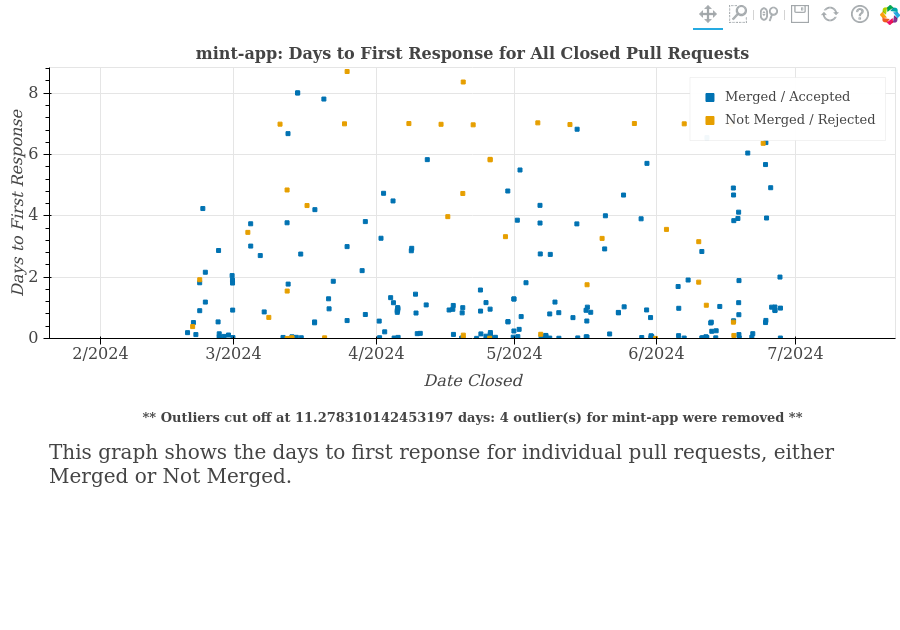 mint-app: Days to First Response for All Closed Pull Requests
Merged / Accepted
Not Merged / Rejected
Days to First Response
8
6
4
2
0
2/2024 3/2024 4/2024 5/2024 6/2024 7/2024
Date Closed
** Outliers cut off at 11.278310142453197 days: 4 outlier(s) for mint-app were removed **
This graph shows the days to first reponse for individual pull requests, either
Merged or Not Merged.